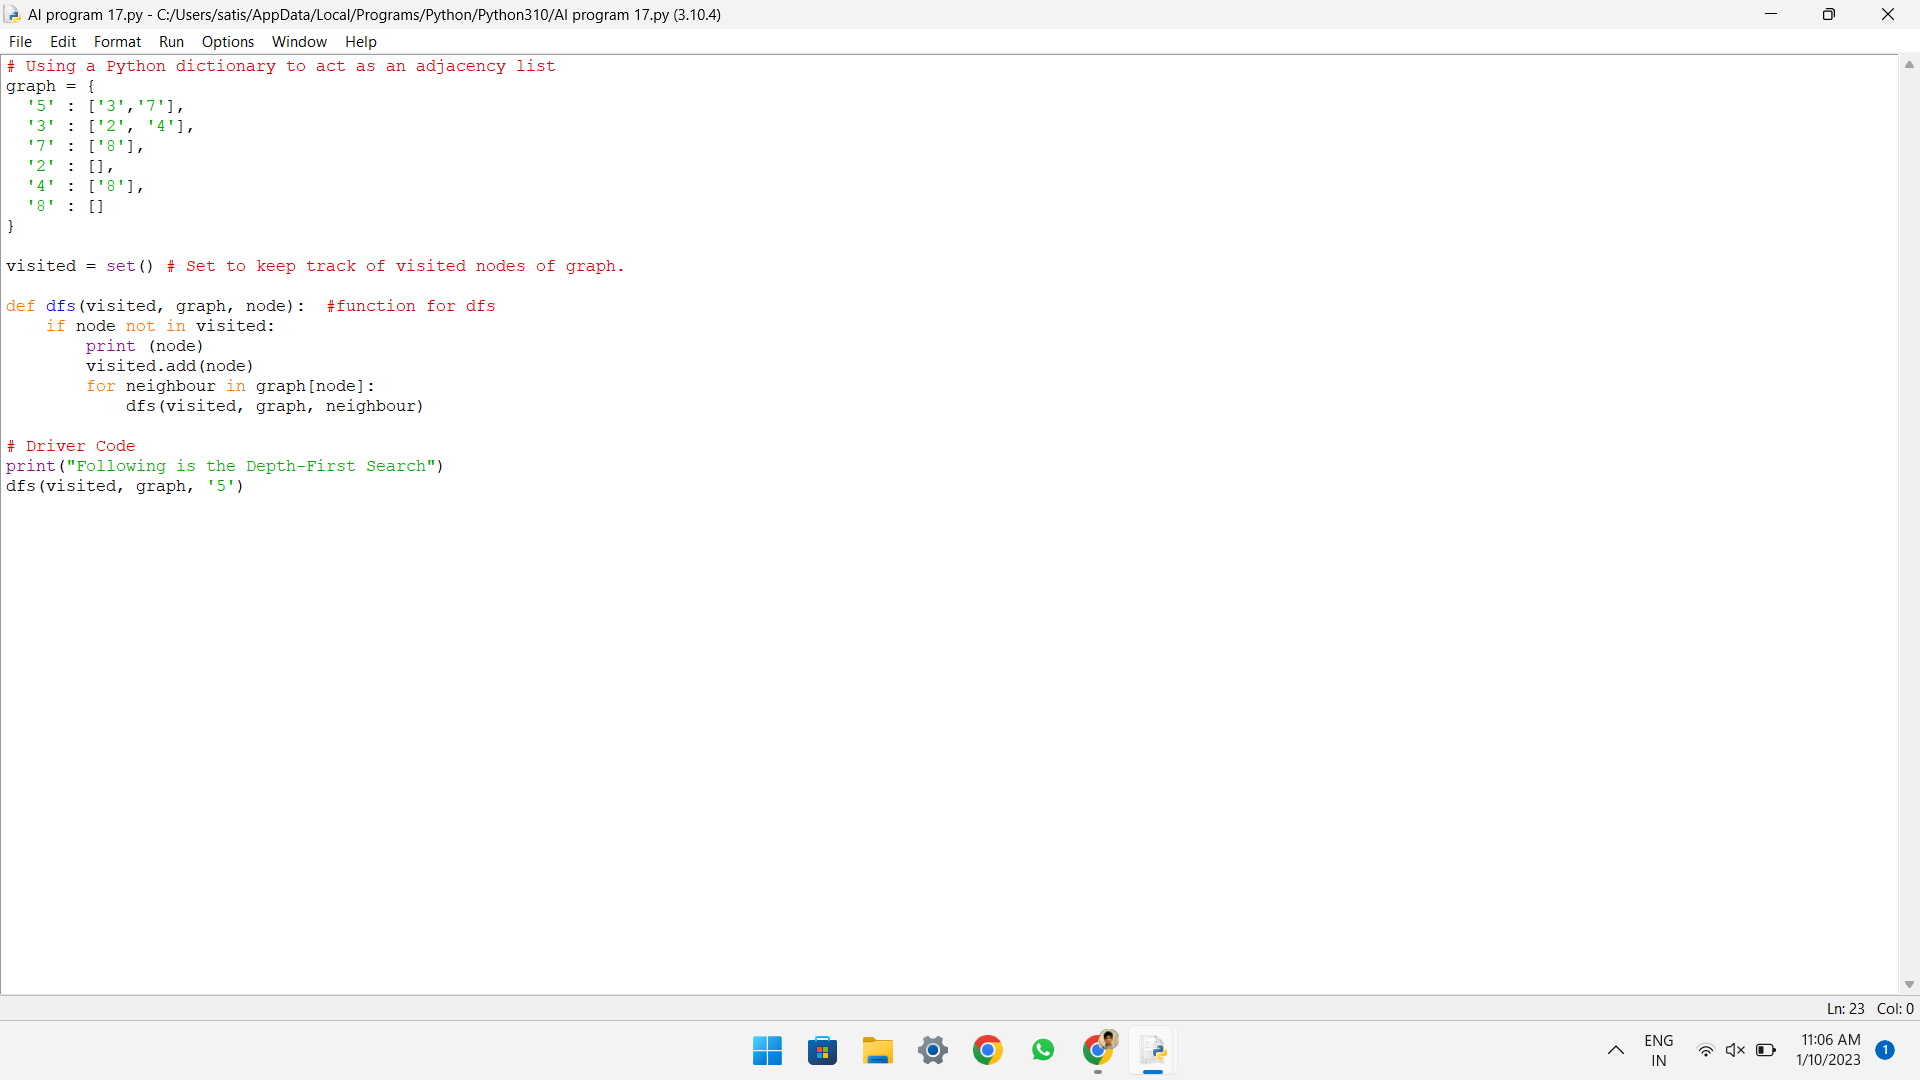 AI program 17.py - C:/Users/satis/AppData/Local/Programs/Python/Python310/AI program 17.py (3.10.4)
File Edit Format Run Options Window Help
# Using a Python dictionary to act as an adjacency list
graph = {
  '5' : ['3','7'],
  '3' : ['2', '4'],
  '7' : ['8'],
  '2' : [],
  '4' : ['8'],
  '8' : []
}
visited = set() # Set to keep track of visited nodes of graph.
def dfs(visited, graph, node):  #function for dfs
    if node not in visited:
        print (node)
        visited.add(node)
        for neighbour in graph[node]:
            dfs(visited, graph, neighbour)
# Driver Code
print("Following is the Depth-First Search")
dfs(visited, graph, '5')
Ln: 23 Col: 0
ENG
IN
11:06 AM
1/10/2023
1